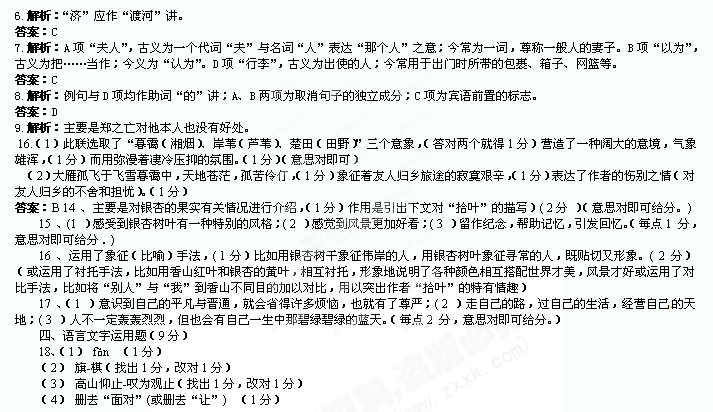 6.解析:“济”应作“渡河”讲。
答案:C
7.解析:A项“夫人”,古义为一个代词“夫”与名词“人”表达“那个人”之意;今常为一词,尊称一般人的妻子。B项“以为”,
古义为把……当作;今义为“认为”。D项“行李”,古义为出使的人;今常用于出门时所带的包裹、箱子、网篮等。
答案:C
8.解析:例句与D项均作助词“的”讲;A、B两项为取消句子的独立成分;C项为宾语前置的标志。
答案:D
9.解析:主要是郑之亡对他本人也没有好处。
16.(1)此联选取了“暮霭(湘烟)、岸苇(芦苇)、楚田(田野)”三个意象,(答对两个就得1分)营造了一种阔大的意境,气象
雄浑,(1分)而用弥漫着凄冷压抑的氛围。(1分)(意思对即可)
(2)大雁孤飞于飞雪暮霭中,天地苍茫,孤苦伶仃,(1分)象征着友人归乡旅途的寂寞艰辛,(1分)表达了作者的伤别之情(对
友人归乡的不舍和担忧)。(1分)
答案:B 14、主要是对银杏的果实有关情况进行介绍,(1分)作用是引出下文对“拾叶”的描写)(2分)(意思对即可给分。)
15、(1)感受到银杏树叶有一种特别的风格;(2)感觉到风景更加好看;(3)留作纪念,帮助记忆,引发回忆。(每点1分,
意思对即可给分.)
16、运用了象征(比喻)手法,(1分)比如用银杏树干象征伟岸的人,用银杏树叶象征寻常的人,既贴切又形象。(2分)
(或运用了衬托手法,比如用香山红叶和银杏的黄叶,相互衬托,形象地说明了各种颜色相互搭配世界才美,风景才好或运用了对
比手法,比如将“别人”与“我”到香山不同目的加以对比,用以突出作者“拾叶”的特有情趣)
17、(1)意识到自己的平凡与普通,就会省得许多烦恼,也就有了尊严;(2)走自己的路,过自己的生活,经营自己的天
地;(3)人不一定轰轰烈烈,但也会有自己一生中那碧绿碧绿的蓝天。(每点2分,意思对即可给分。)
四、语言文字运用题(9分)
18、(1) fǔn (1分)
(2) 旗-棋(找出1分,改对1分)
(3) 高山仰止-叹为观止(找出1分,改对1分)
(4) 删去“面对”(或删去“让”) (1分)